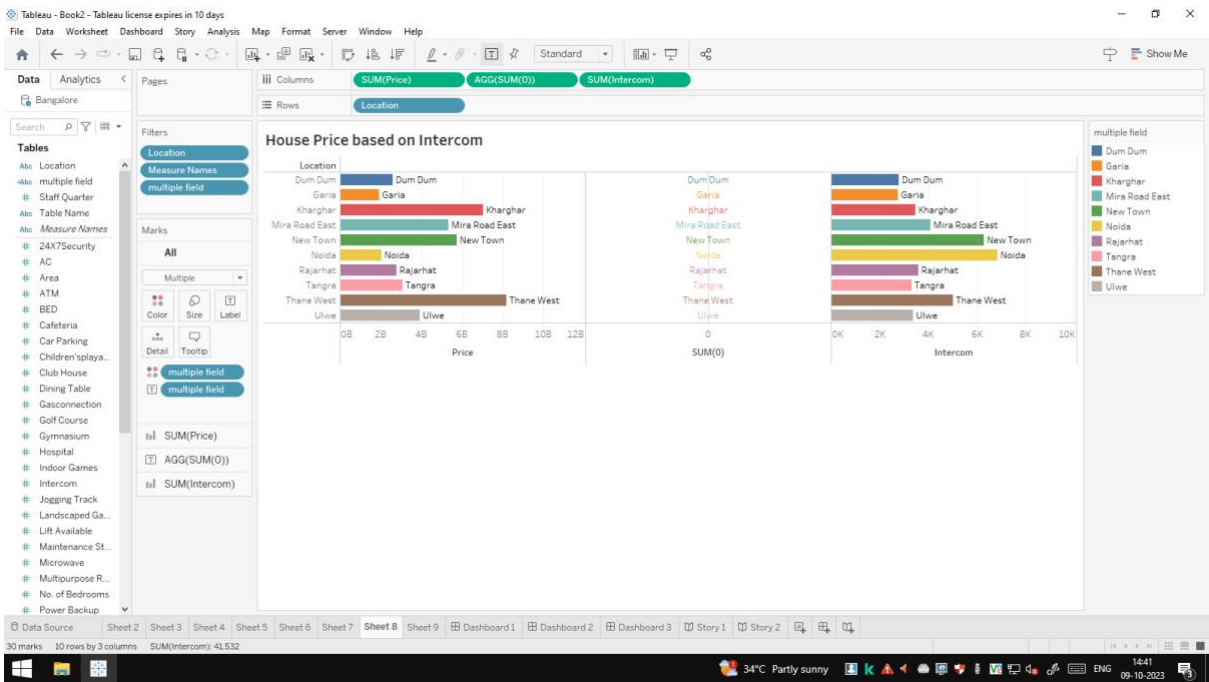 Tableau - Book2 - Tableau license expires in 10 days
File Data Worksheet Dashboard Story Analysis Map Format Server Window Help
Standard
Show Me
Data Analytics
Bangalore
Search
Tables
Abc Location
=Abc multiple field
# Staff Quarter
Abc Table Name
Abc Measure Names
# 24X7Security
# AC
# Area
# ATM
# BED
# Cafeteria
# Car Parking
# Children'splaya...
# Club House
# Dining Table
# Gasconnection
# Golf Course
# Gymnasium
# Hospital
# Indoor Games
# Intercom
# Jogging Track
# Landscaped Ga...
# Lift Available
# Maintenance St...
# Microwave
# Multipurpose R...
# No. of Bedrooms
# Power Backup
Pages
Filters
Location
Measure Names
multiple field
Marks
All
Multiple
Color Size Label
Detail Tooltip
multiple field
multiple field
SUM(Price)
AGG(SUM(0))
SUM(Intercom)
Columns SUM(Price) AGG(SUM(0)) SUM(Intercom)
Rows Location
House Price based on Intercom
Location
Dum Dum Dum Dum Dum Dum Dum Dum
Garia Garia Garia Garia
Kharghar Kharghar Kharghar Kharghar
Mira Road East Mira Road East Mira Road East Mira Road East
New Town New Town New Town New Town
Noida Noida Noida Noida
Rajarhat Rajarhat Rajarhat Rajarhat
Tangra Tangra Tangra Tangra
Thane West Thane West Thane West Thane West
Ulwe Ulwe Ulwe Ulwe
0B 2B 4B 6B 8B 10B 12B 0 0K 2K 4K 6K 8K 10K
Price SUM(0) Intercom
multiple field
Dum Dum
Garia
Kharghar
Mira Road East
New Town
Noida
Rajarhat
Tangra
Thane West
Ulwe
Data Source Sheet 2 Sheet 3 Sheet 4 Sheet 5 Sheet 6 Sheet 7 Sheet 8 Sheet 9 Dashboard 1 Dashboard 2 Dashboard 3 Story 1 Story 2
30 marks 10 rows by 3 columns SUM(Intercom): 41,532
34°C Partly sunny ENG 14:41
09-10-2023